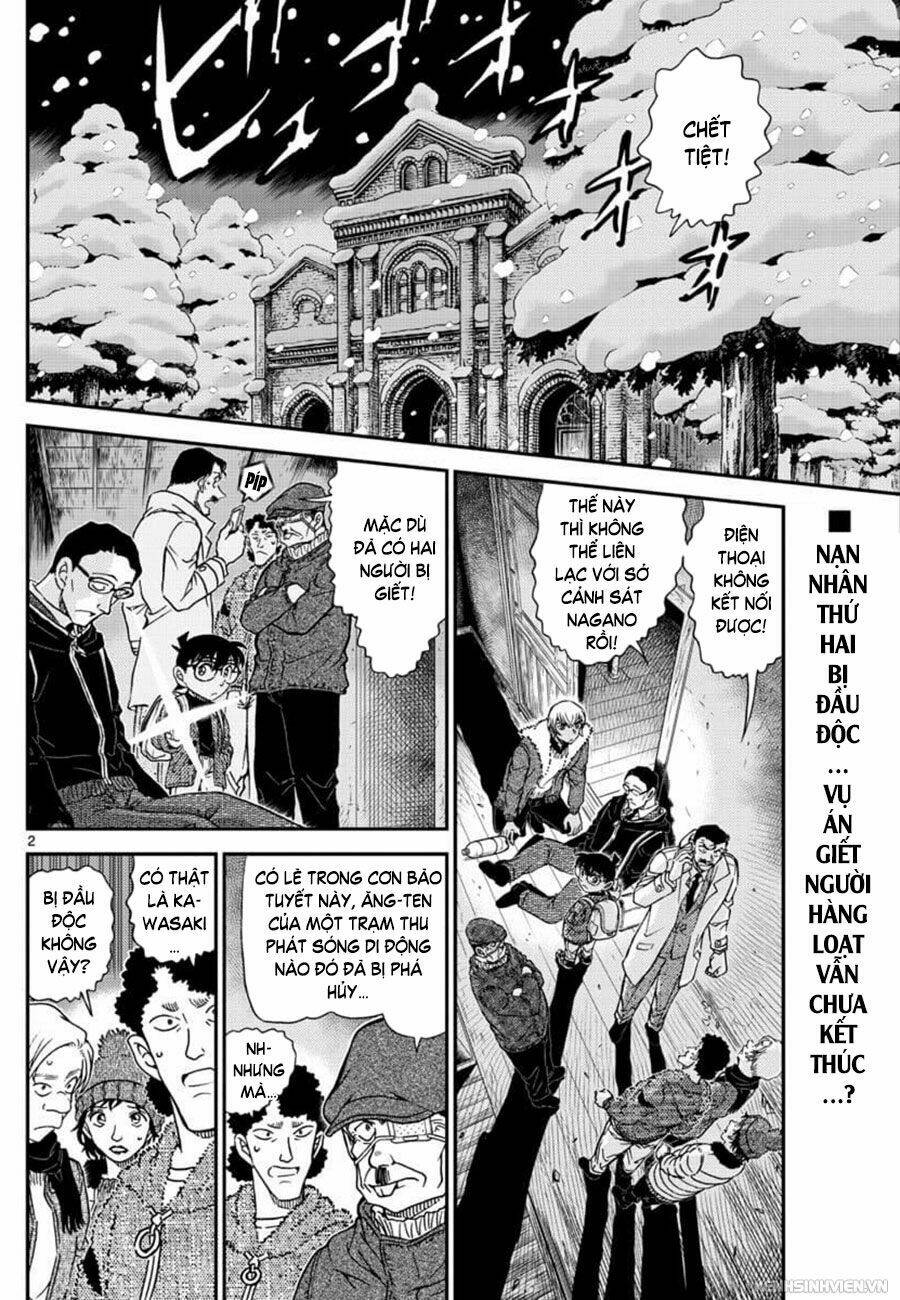 ビュオオ
CHẾT
TIỆT!
■
NẠN
NHÂN
THỨ
HAI
BỊ
ĐẦU
ĐỘC
...
VỤ
ÁN
GIẾT
NGƯỜI
HÀNG
LOẠT
VẪN
CHƯA
KẾT
THÚC
...?
ĐIỆN
THOẠI
KHÔNG
KẾT NỐI
ĐƯỢC!
THẾ NÀY
THÌ KHÔNG
THỂ LIÊN
LẠC VỚI SỞ
CẢNH SÁT
NAGANO
RỒI!
MẶC DÙ
ĐÃ CÓ HAI
NGƯỜI BỊ
GIẾT!
PÍP
2
CÓ LẼ TRONG CƠN BÃO
TUYẾT NÀY, ĂNG-TEN
CỦA MỘT TRẠM THU
PHÁT SÓNG DI ĐỘNG
NÀO ĐÓ ĐÃ BỊ PHÁ
HỦY...
NH-
NHƯNG
MÀ...
CÓ THẬT
LÀ KA-
WASAKI
...
BỊ ĐẦU
ĐỘC
KHÔNG
VẬY?